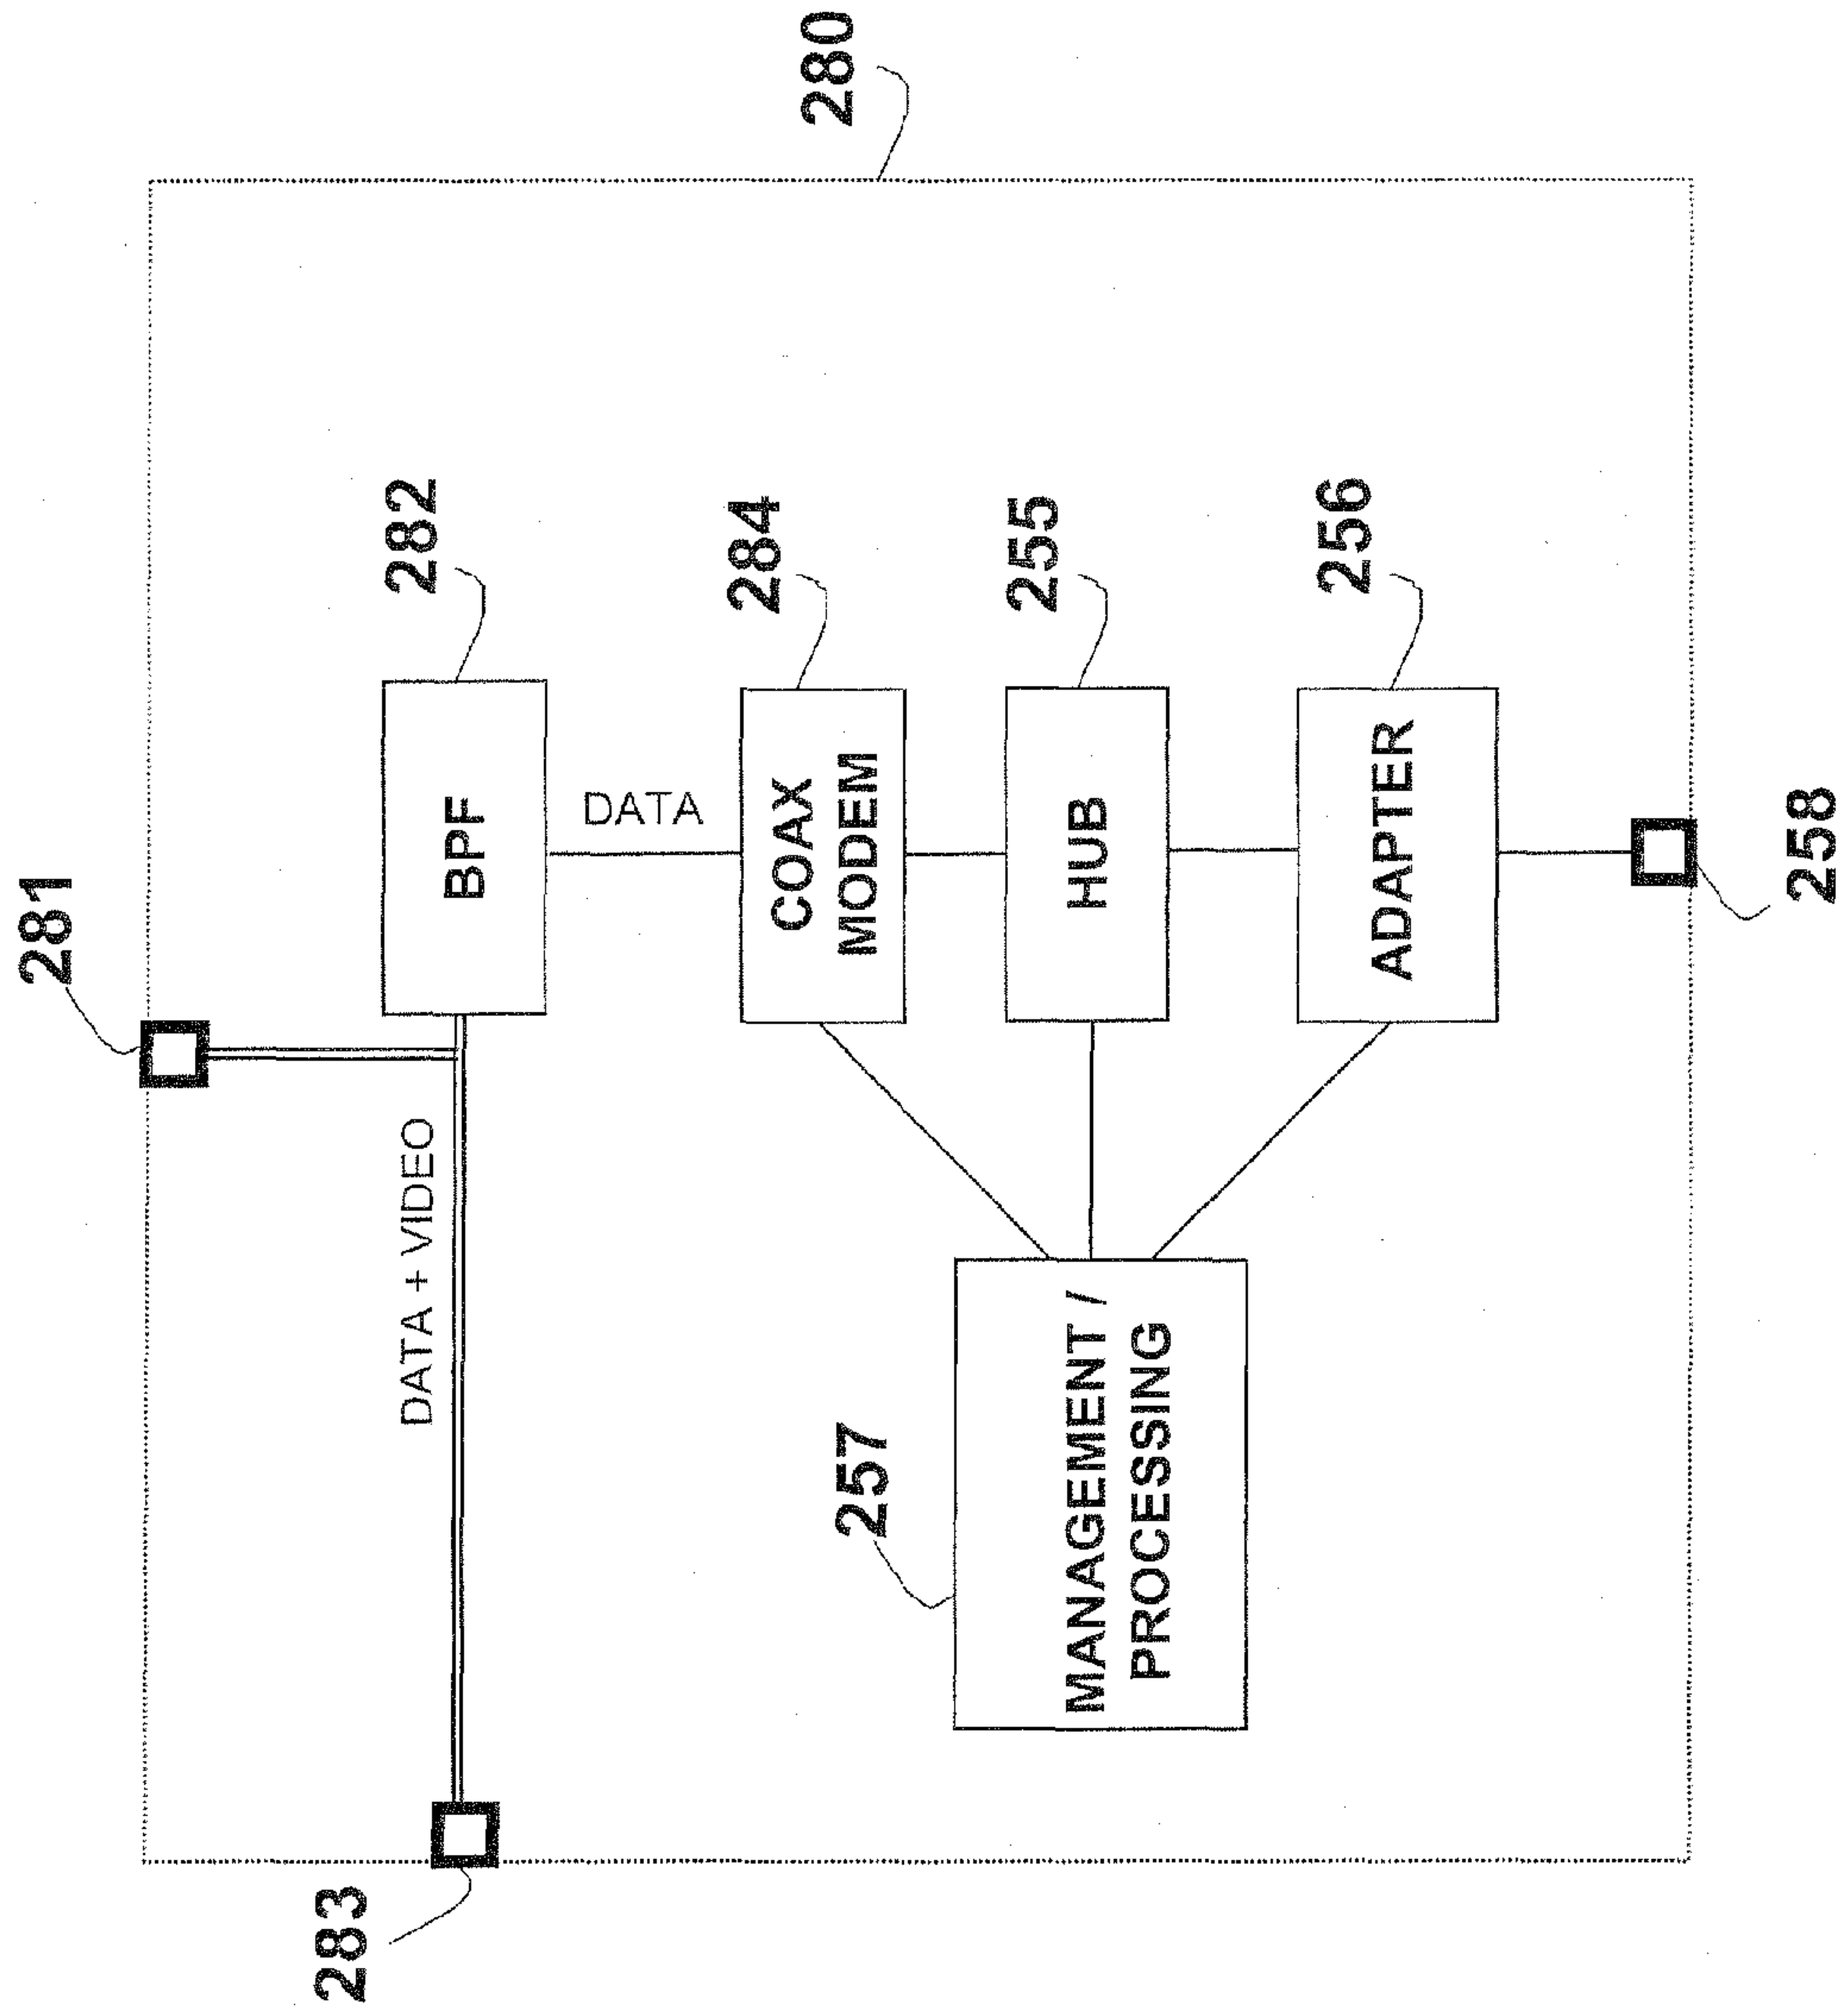 280
281
282
BPF
DATA + VIDEO
283
DATA
284
COAX
MODEM
255
HUB
256
ADAPTER
257
MANAGEMENT /
PROCESSING
258